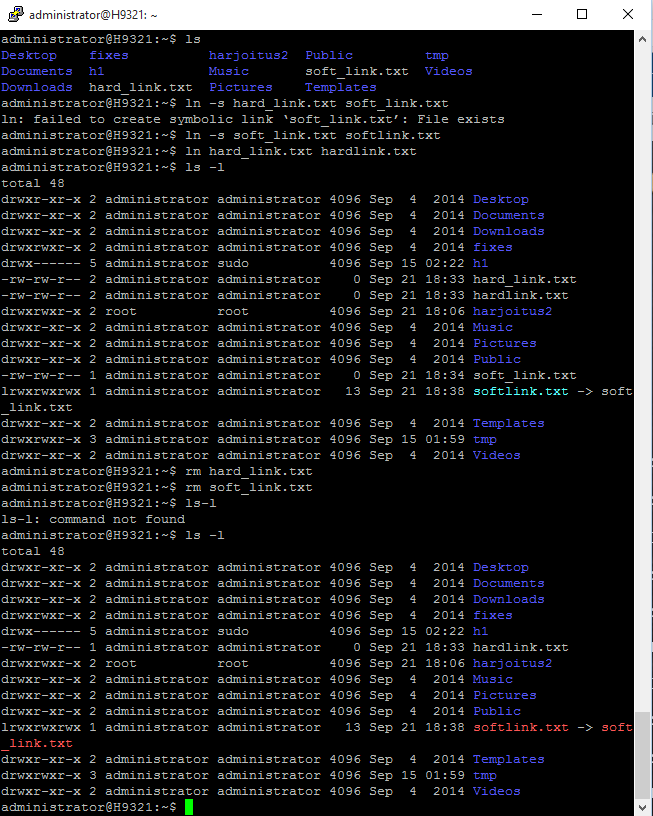 administrator@H9321: ~
administrator@H9321:~$ ls
Desktop    fixes          harjoitus2  Public         tmp
Documents  h1             Music       soft_link.txt  Videos
Downloads  hard_link.txt  Pictures    Templates
administrator@H9321:~$ ln -s hard_link.txt soft_link.txt
ln: failed to create symbolic link ‘soft_link.txt’: File exists
administrator@H9321:~$ ln -s soft_link.txt softlink.txt
administrator@H9321:~$ ln hard_link.txt hardlink.txt
administrator@H9321:~$ ls -l
total 48
drwxr-xr-x 2 administrator administrator 4096 Sep  4  2014 Desktop
drwxr-xr-x 2 administrator administrator 4096 Sep  4  2014 Documents
drwxr-xr-x 2 administrator administrator 4096 Sep  4  2014 Downloads
drwxrwxr-x 2 administrator administrator 4096 Sep  4  2014 fixes
drwx------ 5 administrator sudo          4096 Sep 15 02:22 h1
-rw-rw-r-- 2 administrator administrator    0 Sep 21 18:33 hard_link.txt
-rw-rw-r-- 2 administrator administrator    0 Sep 21 18:33 hardlink.txt
drwxrwxr-x 2 root          root          4096 Sep 21 18:06 harjoitus2
drwxr-xr-x 2 administrator administrator 4096 Sep  4  2014 Music
drwxr-xr-x 2 administrator administrator 4096 Sep  4  2014 Pictures
drwxr-xr-x 2 administrator administrator 4096 Sep  4  2014 Public
-rw-rw-r-- 1 administrator administrator    0 Sep 21 18:34 soft_link.txt
lrwxrwxrwx 1 administrator administrator   13 Sep 21 18:38 softlink.txt -> soft
_link.txt
drwxr-xr-x 2 administrator administrator 4096 Sep  4  2014 Templates
drwxrwxr-x 3 administrator administrator 4096 Sep 15 01:59 tmp
drwxr-xr-x 2 administrator administrator 4096 Sep  4  2014 Videos
administrator@H9321:~$ rm hard_link.txt
administrator@H9321:~$ rm soft_link.txt
administrator@H9321:~$ ls-l
ls-l: command not found
administrator@H9321:~$ ls -l
total 48
drwxr-xr-x 2 administrator administrator 4096 Sep  4  2014 Desktop
drwxr-xr-x 2 administrator administrator 4096 Sep  4  2014 Documents
drwxr-xr-x 2 administrator administrator 4096 Sep  4  2014 Downloads
drwxrwxr-x 2 administrator administrator 4096 Sep  4  2014 fixes
drwx------ 5 administrator sudo          4096 Sep 15 02:22 h1
-rw-rw-r-- 1 administrator administrator    0 Sep 21 18:33 hardlink.txt
drwxrwxr-x 2 root          root          4096 Sep 21 18:06 harjoitus2
drwxr-xr-x 2 administrator administrator 4096 Sep  4  2014 Music
drwxr-xr-x 2 administrator administrator 4096 Sep  4  2014 Pictures
drwxr-xr-x 2 administrator administrator 4096 Sep  4  2014 Public
lrwxrwxrwx 1 administrator administrator   13 Sep 21 18:38 softlink.txt -> soft
_link.txt
drwxr-xr-x 2 administrator administrator 4096 Sep  4  2014 Templates
drwxrwxr-x 3 administrator administrator 4096 Sep 15 01:59 tmp
drwxr-xr-x 2 administrator administrator 4096 Sep  4  2014 Videos
administrator@H9321:~$